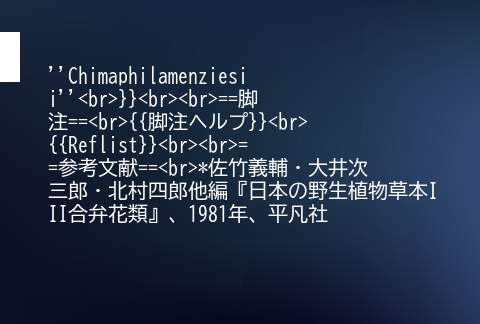 ''Chimaphilamenziesi
i''<br>}}<br><br>==脚
注==<br>{{脚注ヘルプ}}<br>
{{Reflist}}<br><br>=
=参考文献==<br>*佐竹義輔・大井次
三郎・北村四郎他編『日本の野生植物草本I
II合弁花類』、1981年、平凡社